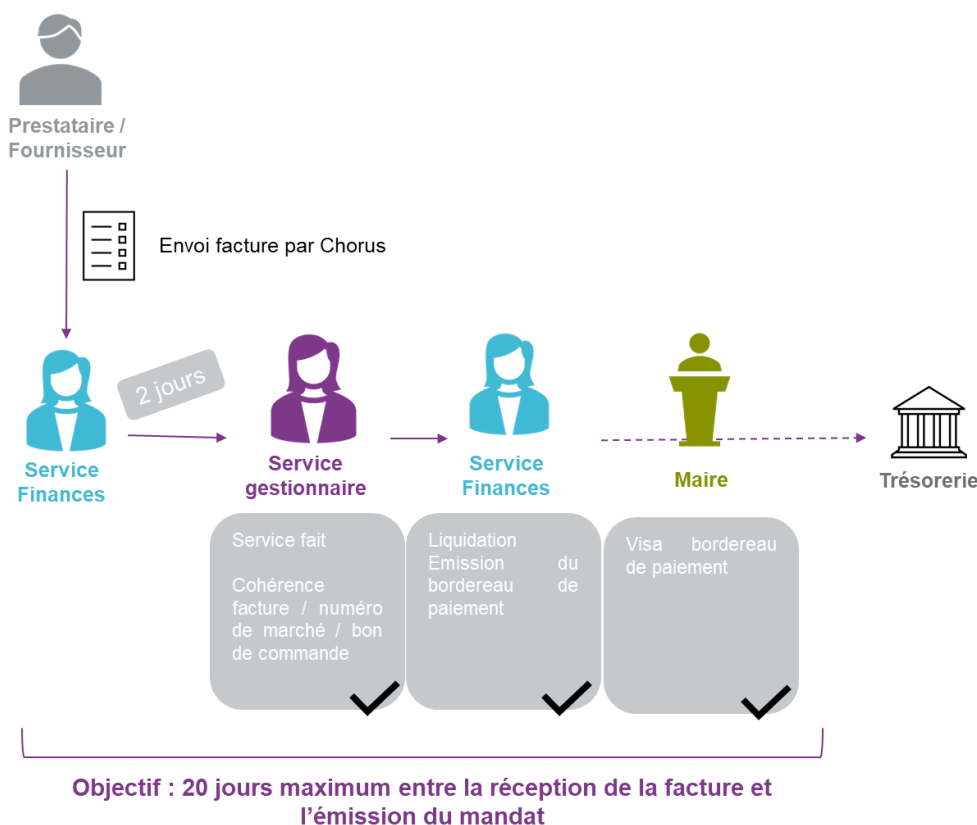 Prestataire /
Fournisseur
Envoi facture par Chorus
2 jours
Service
Finances
Service
gestionnaire
Service
Finances
Maire
Trésorerie
Service fait
Cohérence
facture / numéro
de marché / bon
de commande
Liquidation
Emission du
bordereau de
paiement
Visa bordereau
de paiement
Objectif : 20 jours maximum entre la réception de la facture et
l’émission du mandat